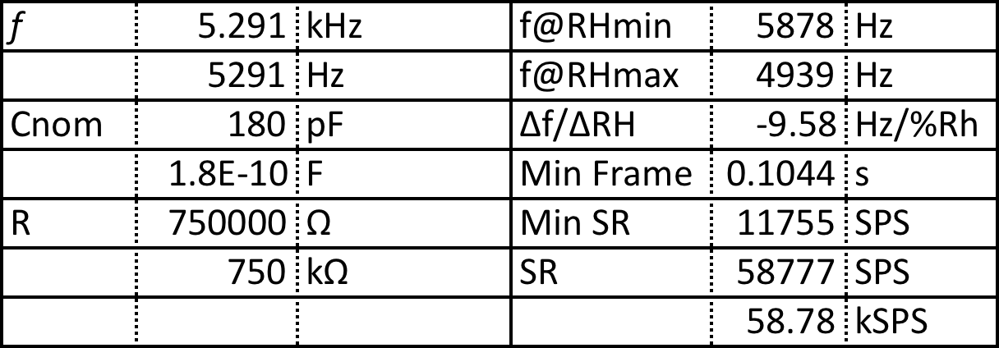 f 5.291 kHz f@RHmin 5878 Hz
5291 Hz f@RHmax 4939 Hz
Cnom 180 pF Δf/ΔRH -9.58 Hz/%Rh
1.8E-10 F Min Frame 0.1044 s
R 750000 Ω Min SR 11755 SPS
750 kΩ SR 58777 SPS
58.78 kSPS